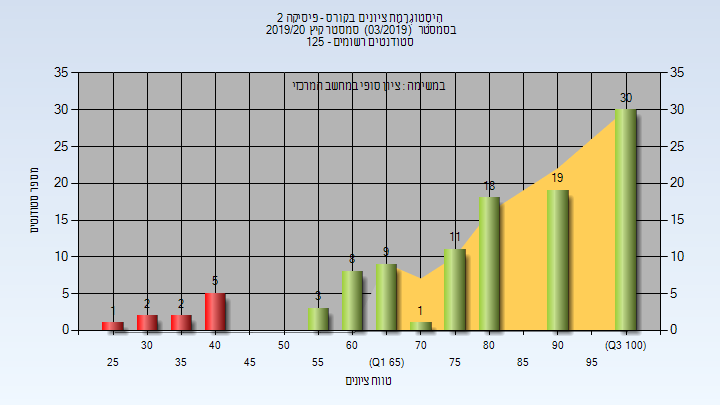 היסטוגרמת ציונים בקורס - פיסיקה 2
בסמסטר (03/2019) סמסטר קיץ 2019/20
סטודנטים רשומים - 125
במשימה : ציון סופי במחשב המרכזי
מספר סטודנטים
35 35
30 30
25 25
20 20
15 15
10 10
5 5
0 0
1 2 2 5 3 8 9 1 11 18 19 30
30 40 50 60 70 80 90 (Q3 100)
25 35 45 55 (Q1 65) 75 85 95
טווח ציונים